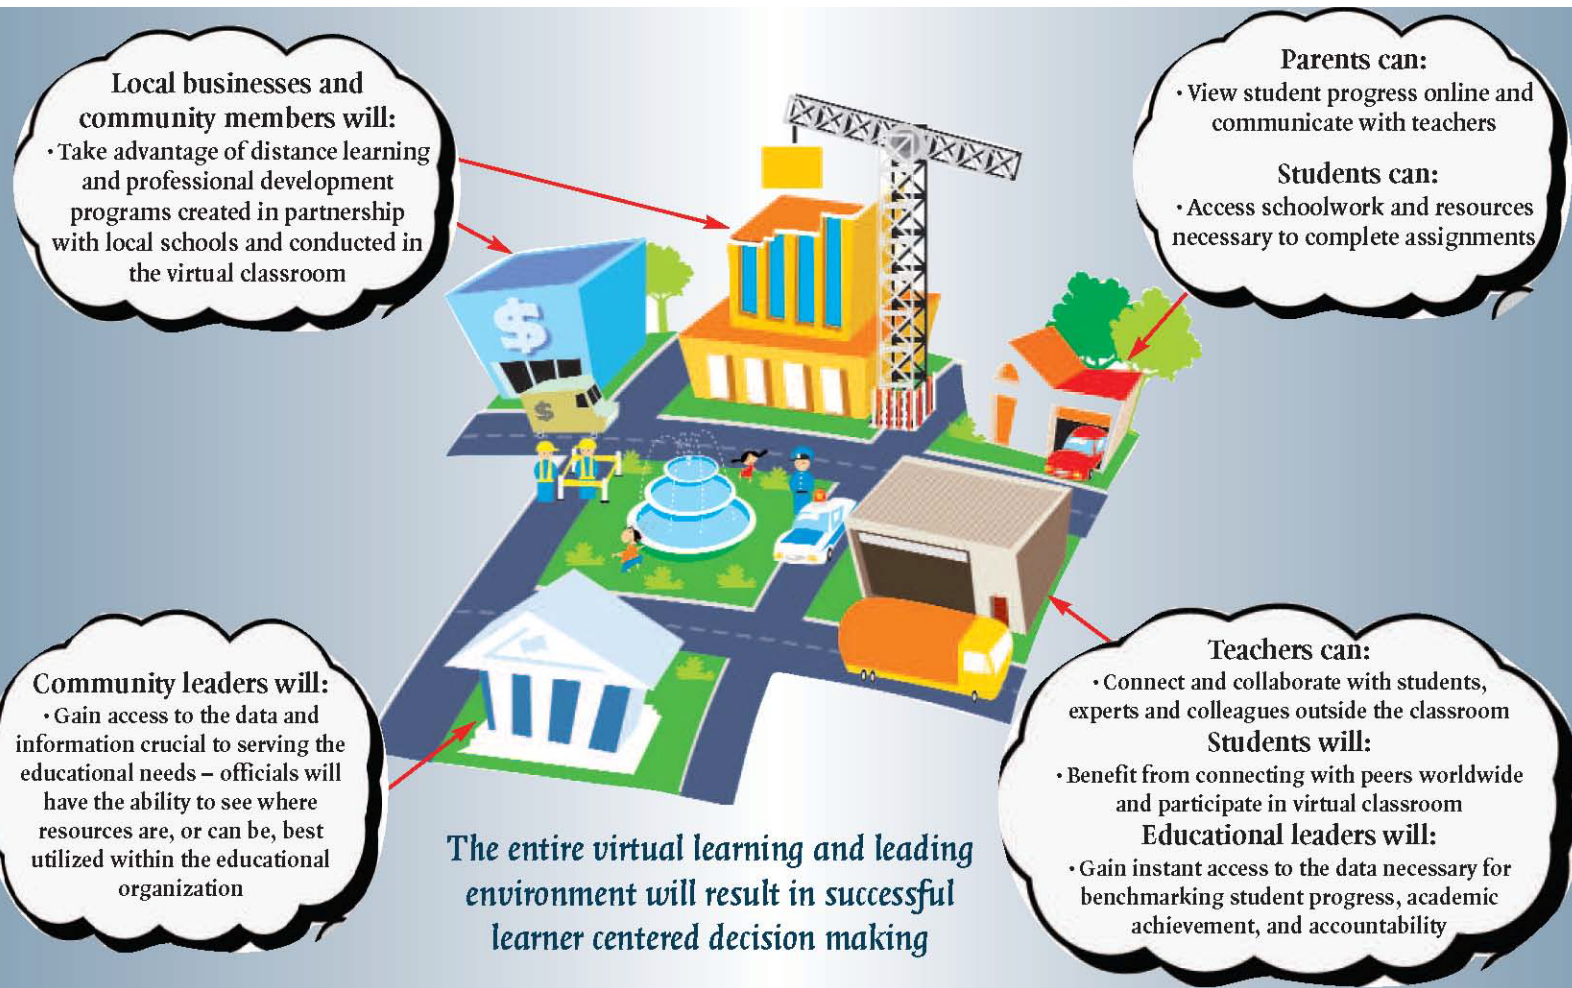 Local businesses and
community members will:
• Take advantage of distance learning
and professional development
programs created in partnership
with local schools and conducted in
the virtual classroom
Parents can:
• View student progress online and
communicate with teachers
Students can:
• Access schoolwork and resources
necessary to complete assignments
$
$
Community leaders will:
• Gain access to the data and
information crucial to serving the
educational needs – officials will
have the ability to see where
resources are, or can be, best
utilized within the educational
organization
Teachers can:
• Connect and collaborate with students,
experts and colleagues outside the classroom
Students will:
• Benefit from connecting with peers worldwide
and participate in virtual classroom
Educational leaders will:
• Gain instant access to the data necessary for
benchmarking student progress, academic
achievement, and accountability
The entire virtual learning and leading
environment will result in successful
learner centered decision making